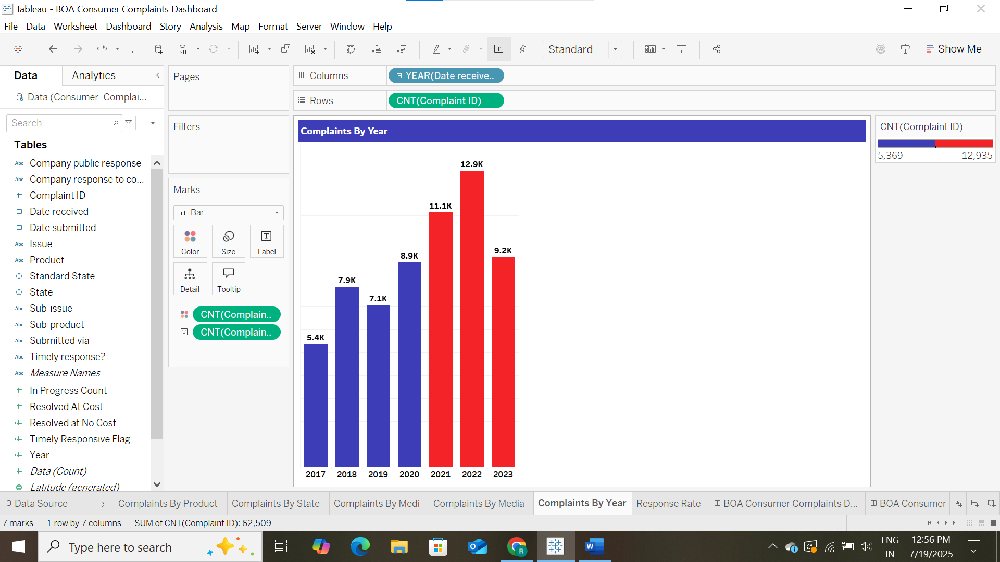 Tableau - BOA Consumer Complaints Dashboard
File Data Worksheet Dashboard Story Analysis Map Format Server Window Help
Standard
Show Me
Data
Analytics
Data (Consumer_Complai...
Search
Tables
Abc Company public response
Abc Company response to co...
# Complaint ID
Date received
Date submitted
Abc Issue
Abc Product
Standard State
State
Abc Sub-issue
Abc Sub-product
Abc Submitted via
Abc Timely response?
Abc Measure Names
=# In Progress Count
=# Resolved At Cost
=# Resolved at No Cost
=# Timely Responsive Flag
=# Year
# Data (Count)
Latitude (generated)
Pages
Filters
Marks
Bar
Color
Size
T
Label
Detail
Tooltip
CNT(Complain..
T CNT(Complain..
Columns
YEAR(Date receive..
Rows
CNT(Complaint ID)
Complaints By Year
12.9K
11.1K
9.2K
8.9K
7.9K
7.1K
5.4K
2017 2018 2019 2020 2021 2022 2023
CNT(Complaint ID)
5,369 12,935
Data Source
Complaints By Product
Complaints By State
Complaints By Medi
Complaints By Media
Complaints By Year
Response Rate
BOA Consumer Complaints D...
BOA Consumer
7 marks 1 row by 7 columns SUM of CNT(Complaint ID): 62,509
Type here to search
ENG
IN
12:56 PM
7/19/2025